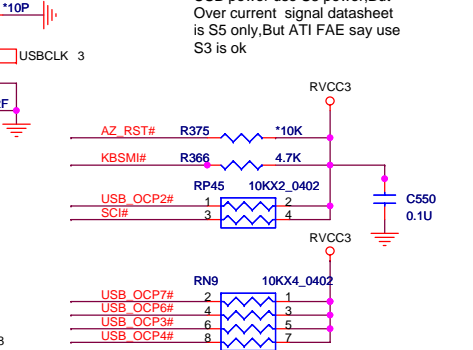 *10P
Over current signal datasheet
is S5 only,But ATI FAE say use
S3 is ok
USBCLK 3
RVCC3
AZ_RST# R375 *10K
KBSMI# R366 4.7K
RP45 10KX2_0402
USB_OCP2# 1 2
SCI# 3 4
C550
0.1U
RVCC3
RN9 10KX4_0402
USB_OCP7# 2 1
USB_OCP6# 4 3
USB_OCP3# 6 5
USB_OCP4# 8 7